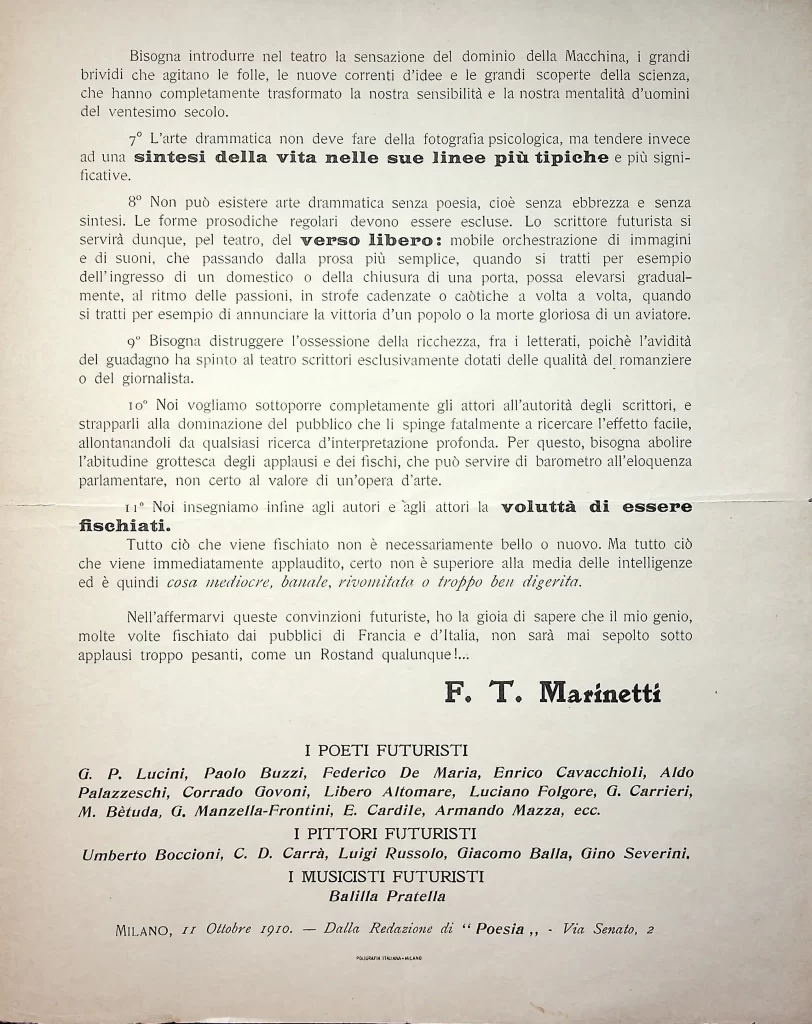 Bisogna introdurre nel teatro la sensazione del dominio della Macchina, i grandi
brividi che agitano le folle, le nuove correnti d'idee e le grandi scoperte della scienza,
che hanno completamente trasformato la nostra sensibilità e la nostra mentalità d'uomini
del ventesimo secolo.
7° L'arte drammatica non deve fare della fotografia psicologica, ma tendere invece
ad una sintesi della vita nelle sue linee più tipiche e più signi-
ficative.
8° Non può esistere arte drammatica senza poesia, cioè senza ebbrezza e senza
sintesi. Le forme prosodiche regolari devono essere escluse. Lo scrittore futurista si
servirà dunque, pel teatro, del verso libero: mobile orchestrazione di immagini
e di suoni, che passando dalla prosa più semplice, quando si tratti per esempio
dell'ingresso di un domestico o della chiusura di una porta, possa elevarsi gradual-
mente, al ritmo delle passioni, in strofe cadenzate o caòtiche a volta a volta, quando
si tratti per esempio di annunciare la vittoria d'un popolo o la morte gloriosa di un aviatore.
9° Bisogna distruggere l'ossessione della ricchezza, fra i letterati, poichè l'avidità
del guadagno ha spinto al teatro scrittori esclusivamente dotati delle qualità del romanziere
o del giornalista.
10° Noi vogliamo sottoporre completamente gli attori all'autorità degli scrittori, e
strapparli alla dominazione del pubblico che li spinge fatalmente a ricercare l'effetto facile,
allontanandoli da qualsiasi ricerca d'interpretazione profonda. Per questo, bisogna abolire
l'abitudine grottesca degli applausi e dei fischi, che può servire di barometro all'eloquenza
parlamentare, non certo al valore di un'opera d'arte.
11° Noi insegniamo infine agli autori e agli attori la voluttà di essere
fischiati.
Tutto ciò che viene fischiato non è necessariamente bello o nuovo. Ma tutto ciò
che viene immediatamente applaudito, certo non è superiore alla media delle intelligenze
ed è quindi cosa mediocre, banale, rivomitata o troppo ben digerita.
Nell'affermarvi queste convinzioni futuriste, ho la gioia di sapere che il mio genio,
molte volte fischiato dai pubblici di Francia e d'Italia, non sarà mai sepolto sotto
applausi troppo pesanti, come un Rostand qualunque!...
F. T. Marinetti
I POETI FUTURISTI
G. P. Lucini, Paolo Buzzi, Federico De Maria, Enrico Cavacchioli, Aldo
Palazzeschi, Corrado Govoni, Libero Altomare, Luciano Folgore, G. Carrieri,
M. Bètuda, G. Manzella-Frontini, E. Cardile, Armando Mazza, ecc.
I PITTORI FUTURISTI
Umberto Boccioni, C. D. Carrà, Luigi Russolo, Giacomo Balla, Gino Severini.
I MUSICISTI FUTURISTI
Balilla Pratella
MILANO, 11 Ottobre 1910. — Dalla Redazione di “ Poesia „ - Via Senato, 2
POLIGRAFIA ITALIANA - MILANO